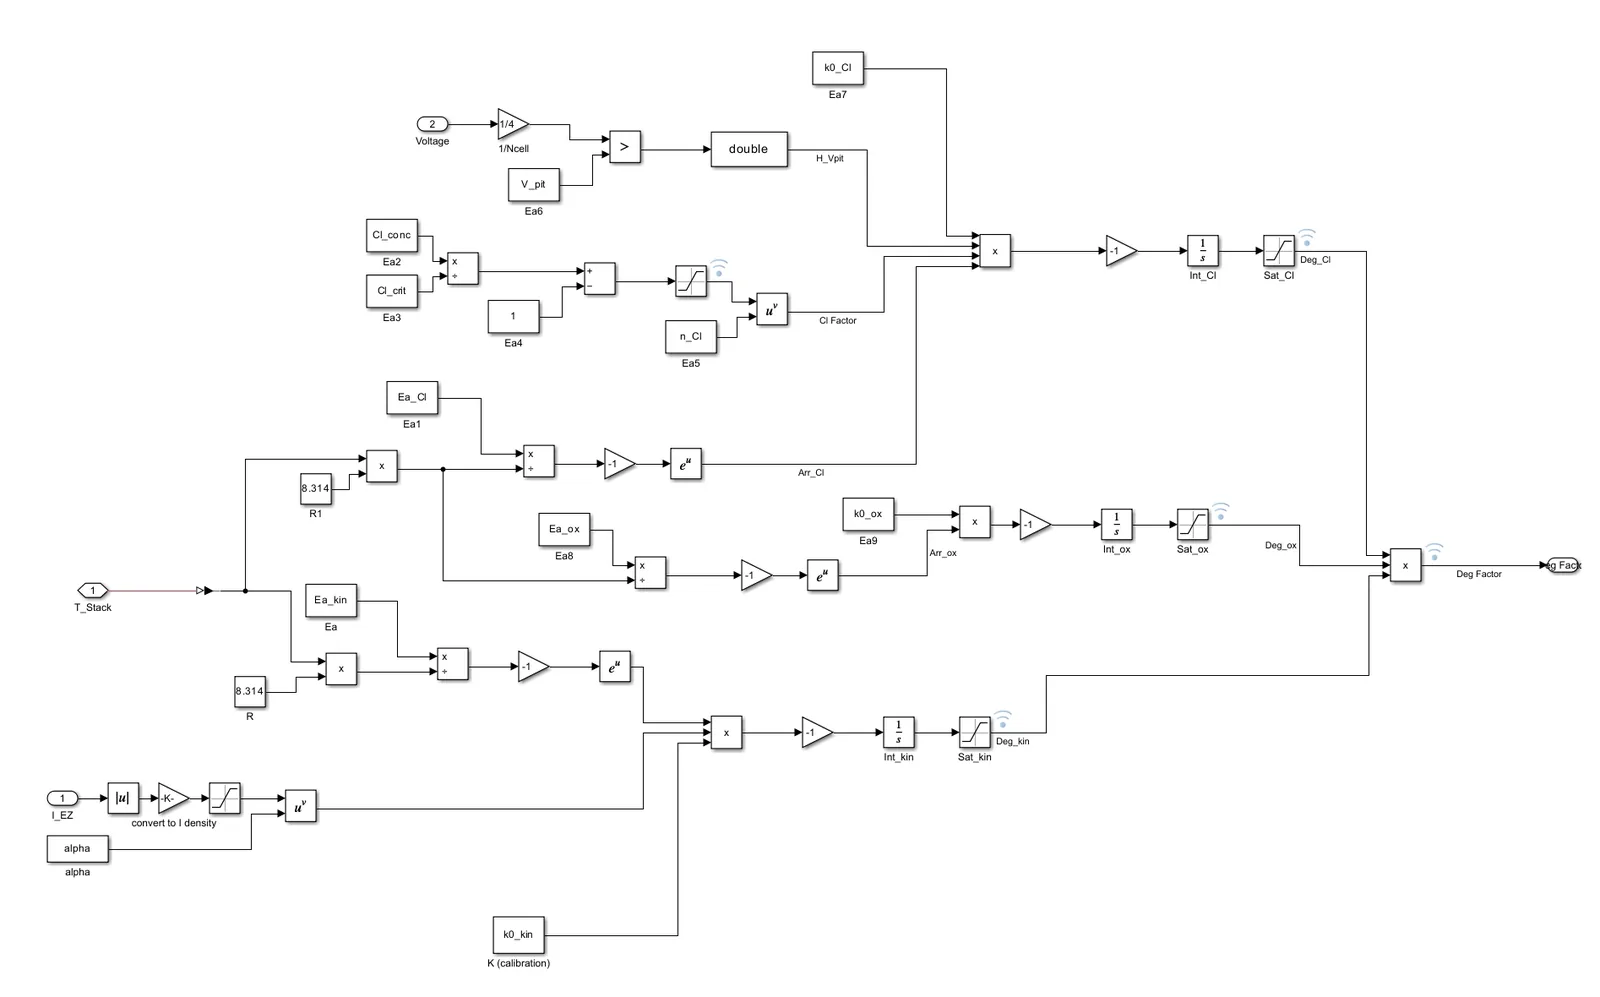 k0_Cl
Ea7
2
Voltage
1/4
1/Ncell
>
double
H_Vpit
V_pit
Ea6
Cl_conc
Ea2
x
÷
Cl_crit
Ea3
+
−
1
Ea4
u^v
n_Cl
Ea5
Cl Factor
x
-1
1
s
Int_Cl
Sat_Cl
Deg_Cl
Ea_Cl
Ea1
x
8.314
R1
x
÷
-1
e^u
Arr_Cl
Ea_ox
Ea8
x
÷
-1
e^u
k0_ox
Ea9
Arr_ox
x
-1
1
s
Int_ox
Sat_ox
Deg_ox
x
Deg Factor
eg Fact
1
T_Stack
Ea_kin
Ea
x
8.314
R
x
÷
-1
e^u
x
-1
1
s
Int_kin
Sat_kin
Deg_kin
1
I_EZ
|u|
-K-
convert to I density
u^v
alpha
alpha
k0_kin
K (calibration)